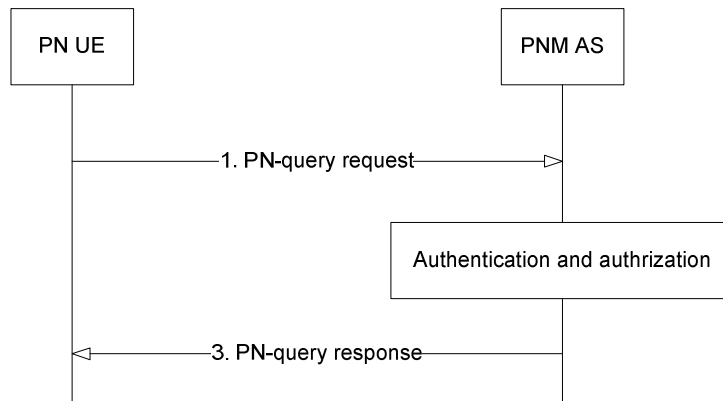 PN UE
PNM AS
1. PN-query request
Authentication and authrization
3. PN-query response